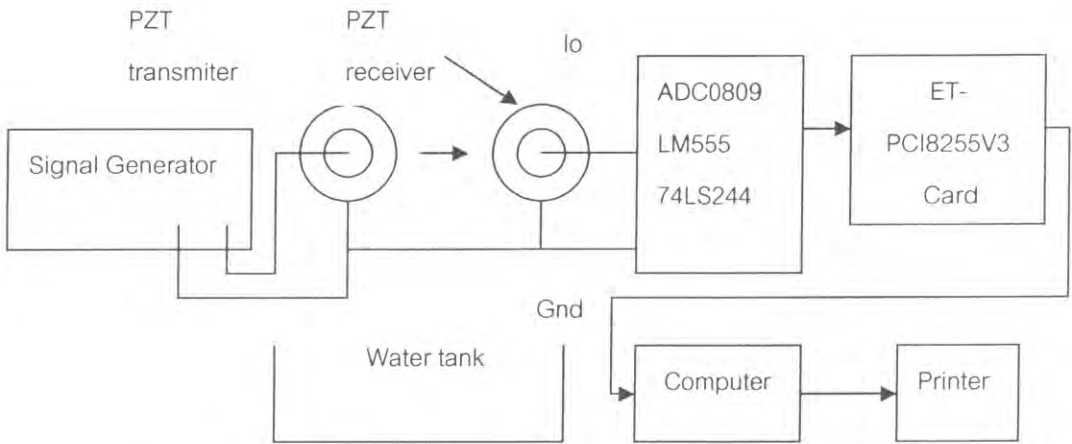 PZT
transmiter
PZT
receiver
Io
Signal Generator
ADC0809
LM555
74LS244
ET-
PCI8255V3
Card
Gnd
Water tank
Computer
Printer